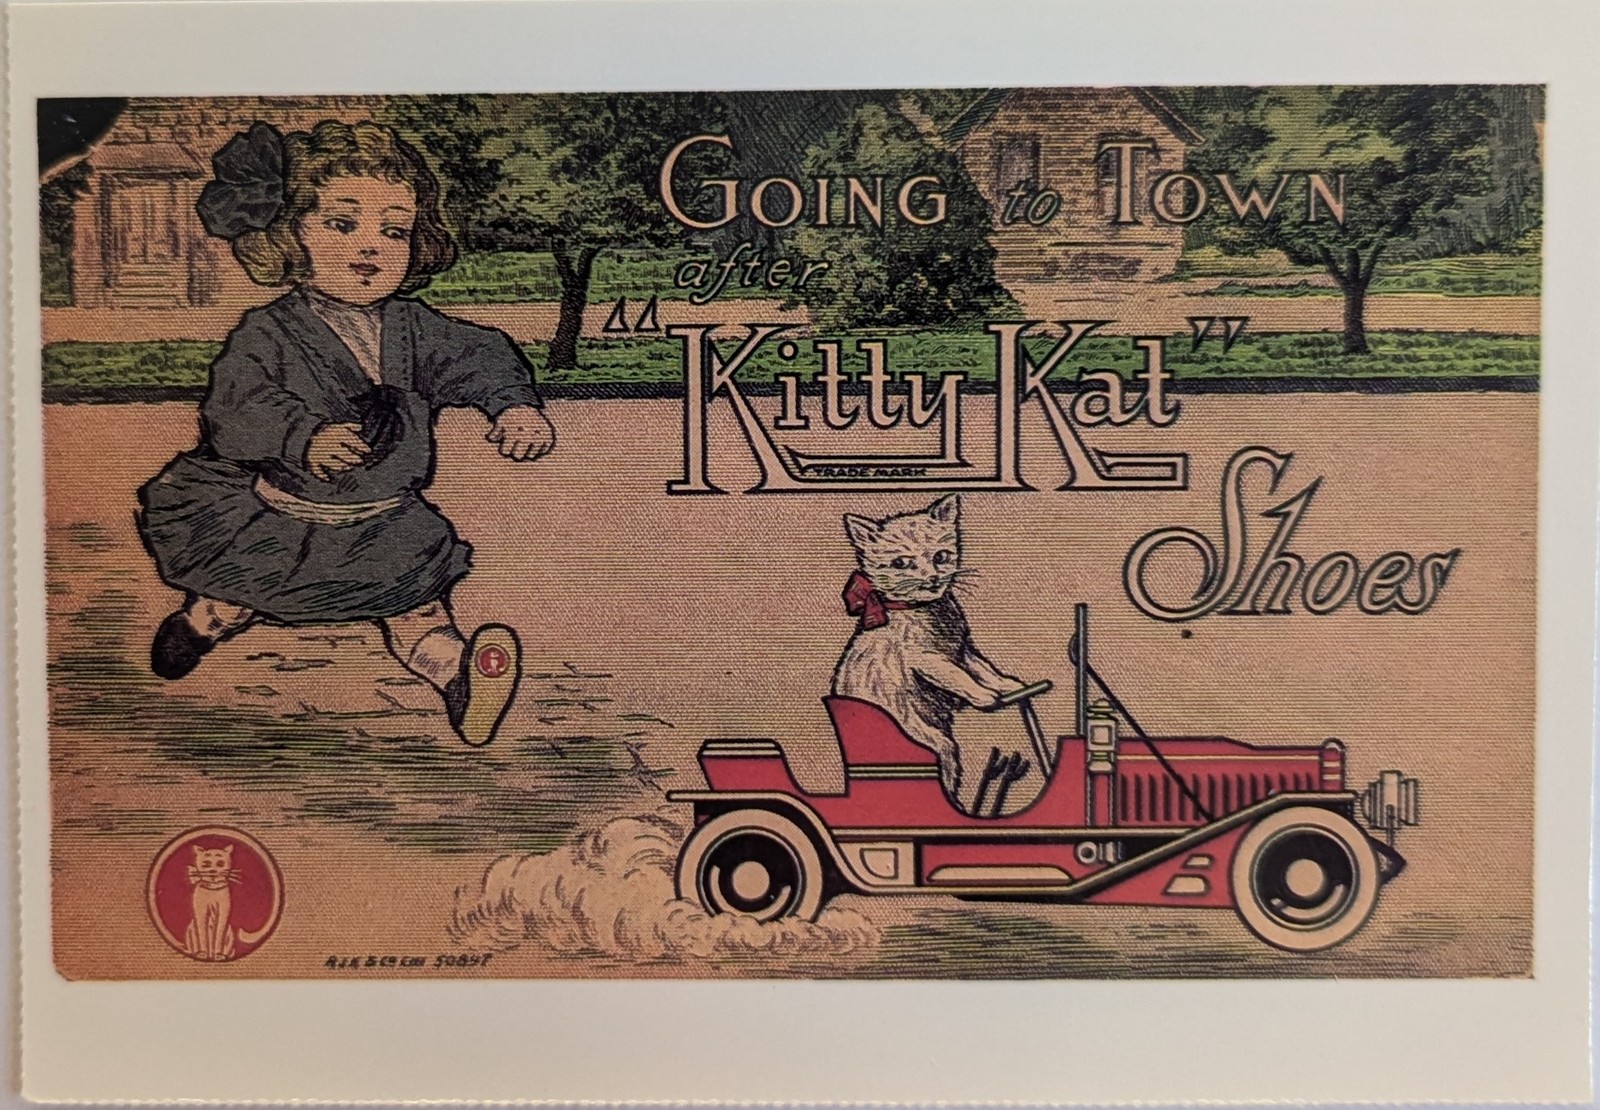 GOING to TOWN
after
"Kitty Kat"
TRADE MARK
Shoes